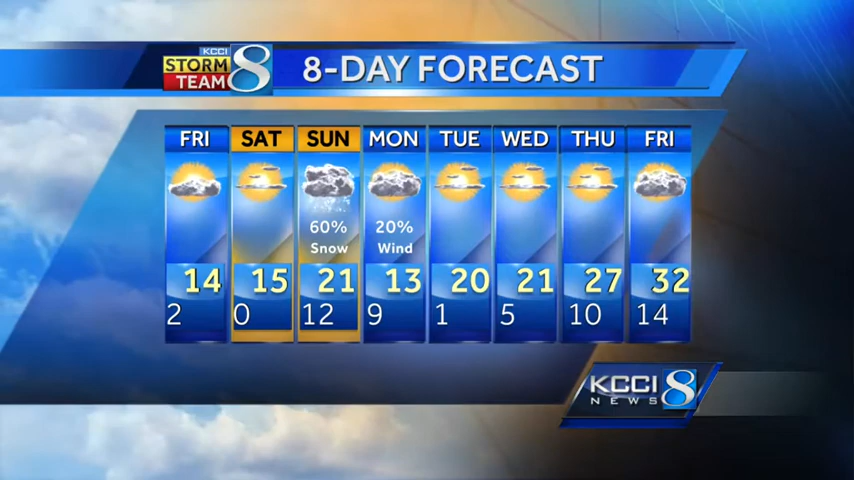 KCCI
STORM
TEAM
8
8-DAY FORECAST
FRI SAT SUN MON TUE WED THU FRI
60% 20%
Snow Wind
14 15 21 13 20 21 27 32
2 0 12 9 1 5 10 14
KCCI 8
NEWS